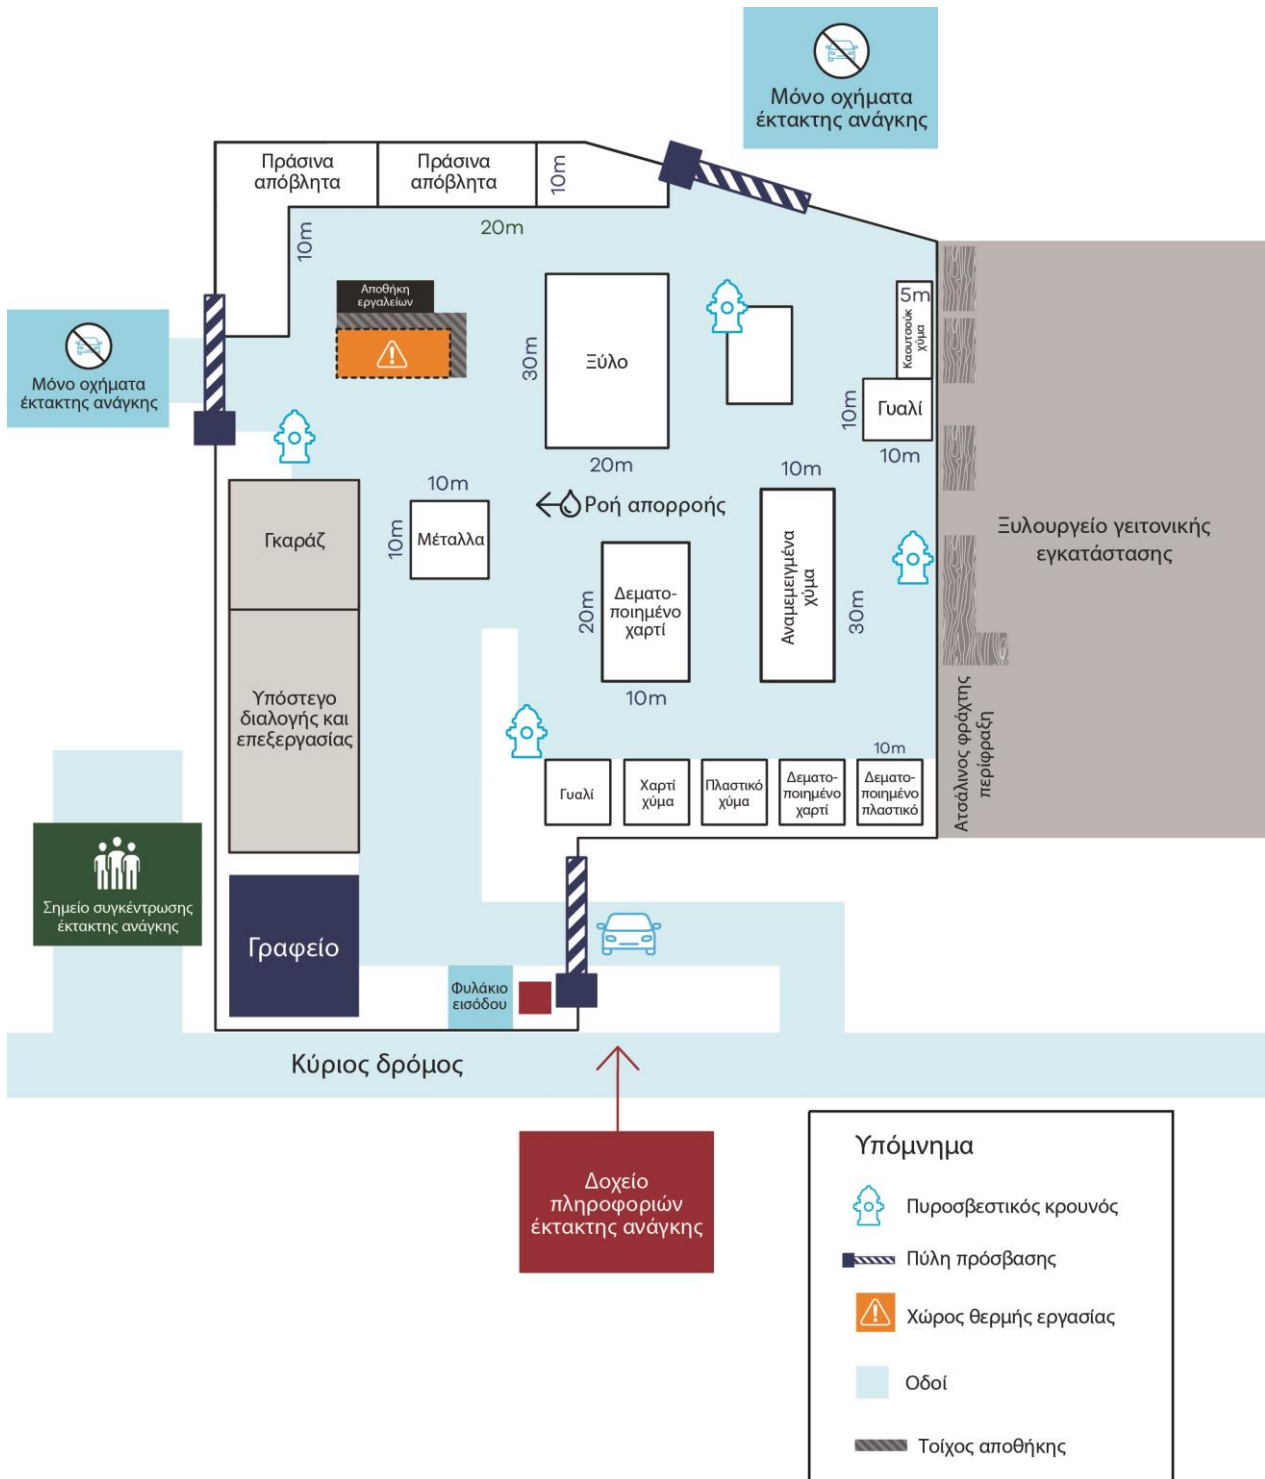 Μόνο οχήματα
έκτακτης ανάγκης
Πράσινα
απόβλητα
Πράσινα
απόβλητα
10m
10m
20m
Αποθήκη
εργαλείων
Μόνο οχήματα
έκτακτης ανάγκης
30m
Ξύλο
20m
5m
Καουτσούκ
χύμα
10m
Γυαλί
10m
10m
10m
Μέταλλα
Ροή απορροής
10m
Αναμεμειγμένα
χύμα
30m
Ξυλουργείο γειτονικής
εγκατάστασης
Γκαράζ
20m
Δεματο-
ποιημένο
χαρτί
10m
Υπόστεγο
διαλογής και
επεξεργασίας
Ατσάλινος φράχτης
περίφραξη
10m
Γυαλί
Χαρτί
χύμα
Πλαστικό
χύμα
Δεματο-
ποιημένο
χαρτί
Δεματο-
ποιημένο
πλαστικό
Σημείο συγκέντρωσης
έκτακτης ανάγκης
Γραφείο
Φυλάκιο
εισόδου
Κύριος δρόμος
Δοχείο
πληροφοριών
έκτακτης ανάγκης
Υπόμνημα
Πυροσβεστικός κρουνός
Πύλη πρόσβασης
Χώρος θερμής εργασίας
Οδοί
Τοίχος αποθήκης